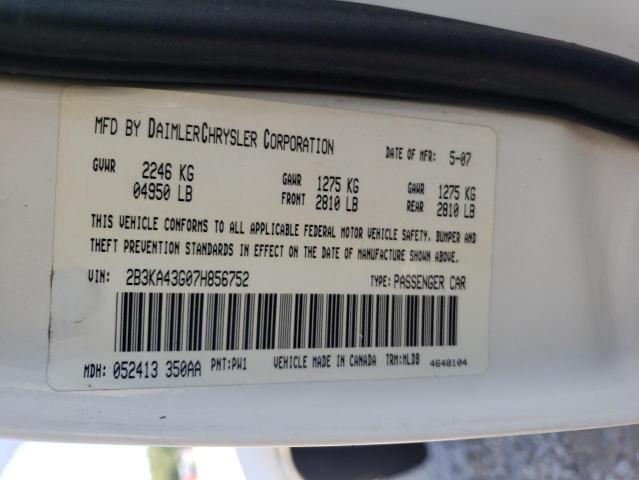 MFD BY DAIMLERCHRYSLER CORPORATION DATE OF MFR: 5-07
GVWR 2246 KG GAWR 1275 KG GAWR 1275 KG
04950 LB FRONT 2810 LB REAR 2810 LB
THIS VEHICLE CONFORMS TO ALL APPLICABLE FEDERAL MOTOR VEHICLE SAFETY, BUMPER AND
THEFT PREVENTION STANDARDS IN EFFECT ON THE DATE OF MANUFACTURE SHOWN ABOVE.
VIN: 2B3KA43G07H856752 TYPE: PASSENGER CAR
MDH: 052413 350AA PNT: PW1 VEHICLE MADE IN CANADA TRM: MLDB 4648104